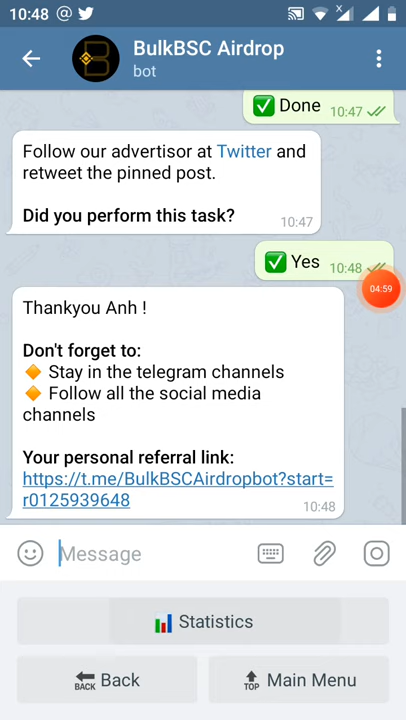 10:48
BulkBSC Airdrop
bot
✅ Done
10:47
Follow our advertisor at Twitter and
retweet the pinned post.
Did you perform this task?
10:47
✅ Yes
10:48
04:59
Thankyou Anh !
Don't forget to:
🔸 Stay in the telegram channels
🔸 Follow all the social media
channels
Your personal referral link:
https://t.me/BulkBSCAirdropbot?start=
r0125939648
10:48
Message
📊 Statistics
🔙 Back
🔝 Main Menu